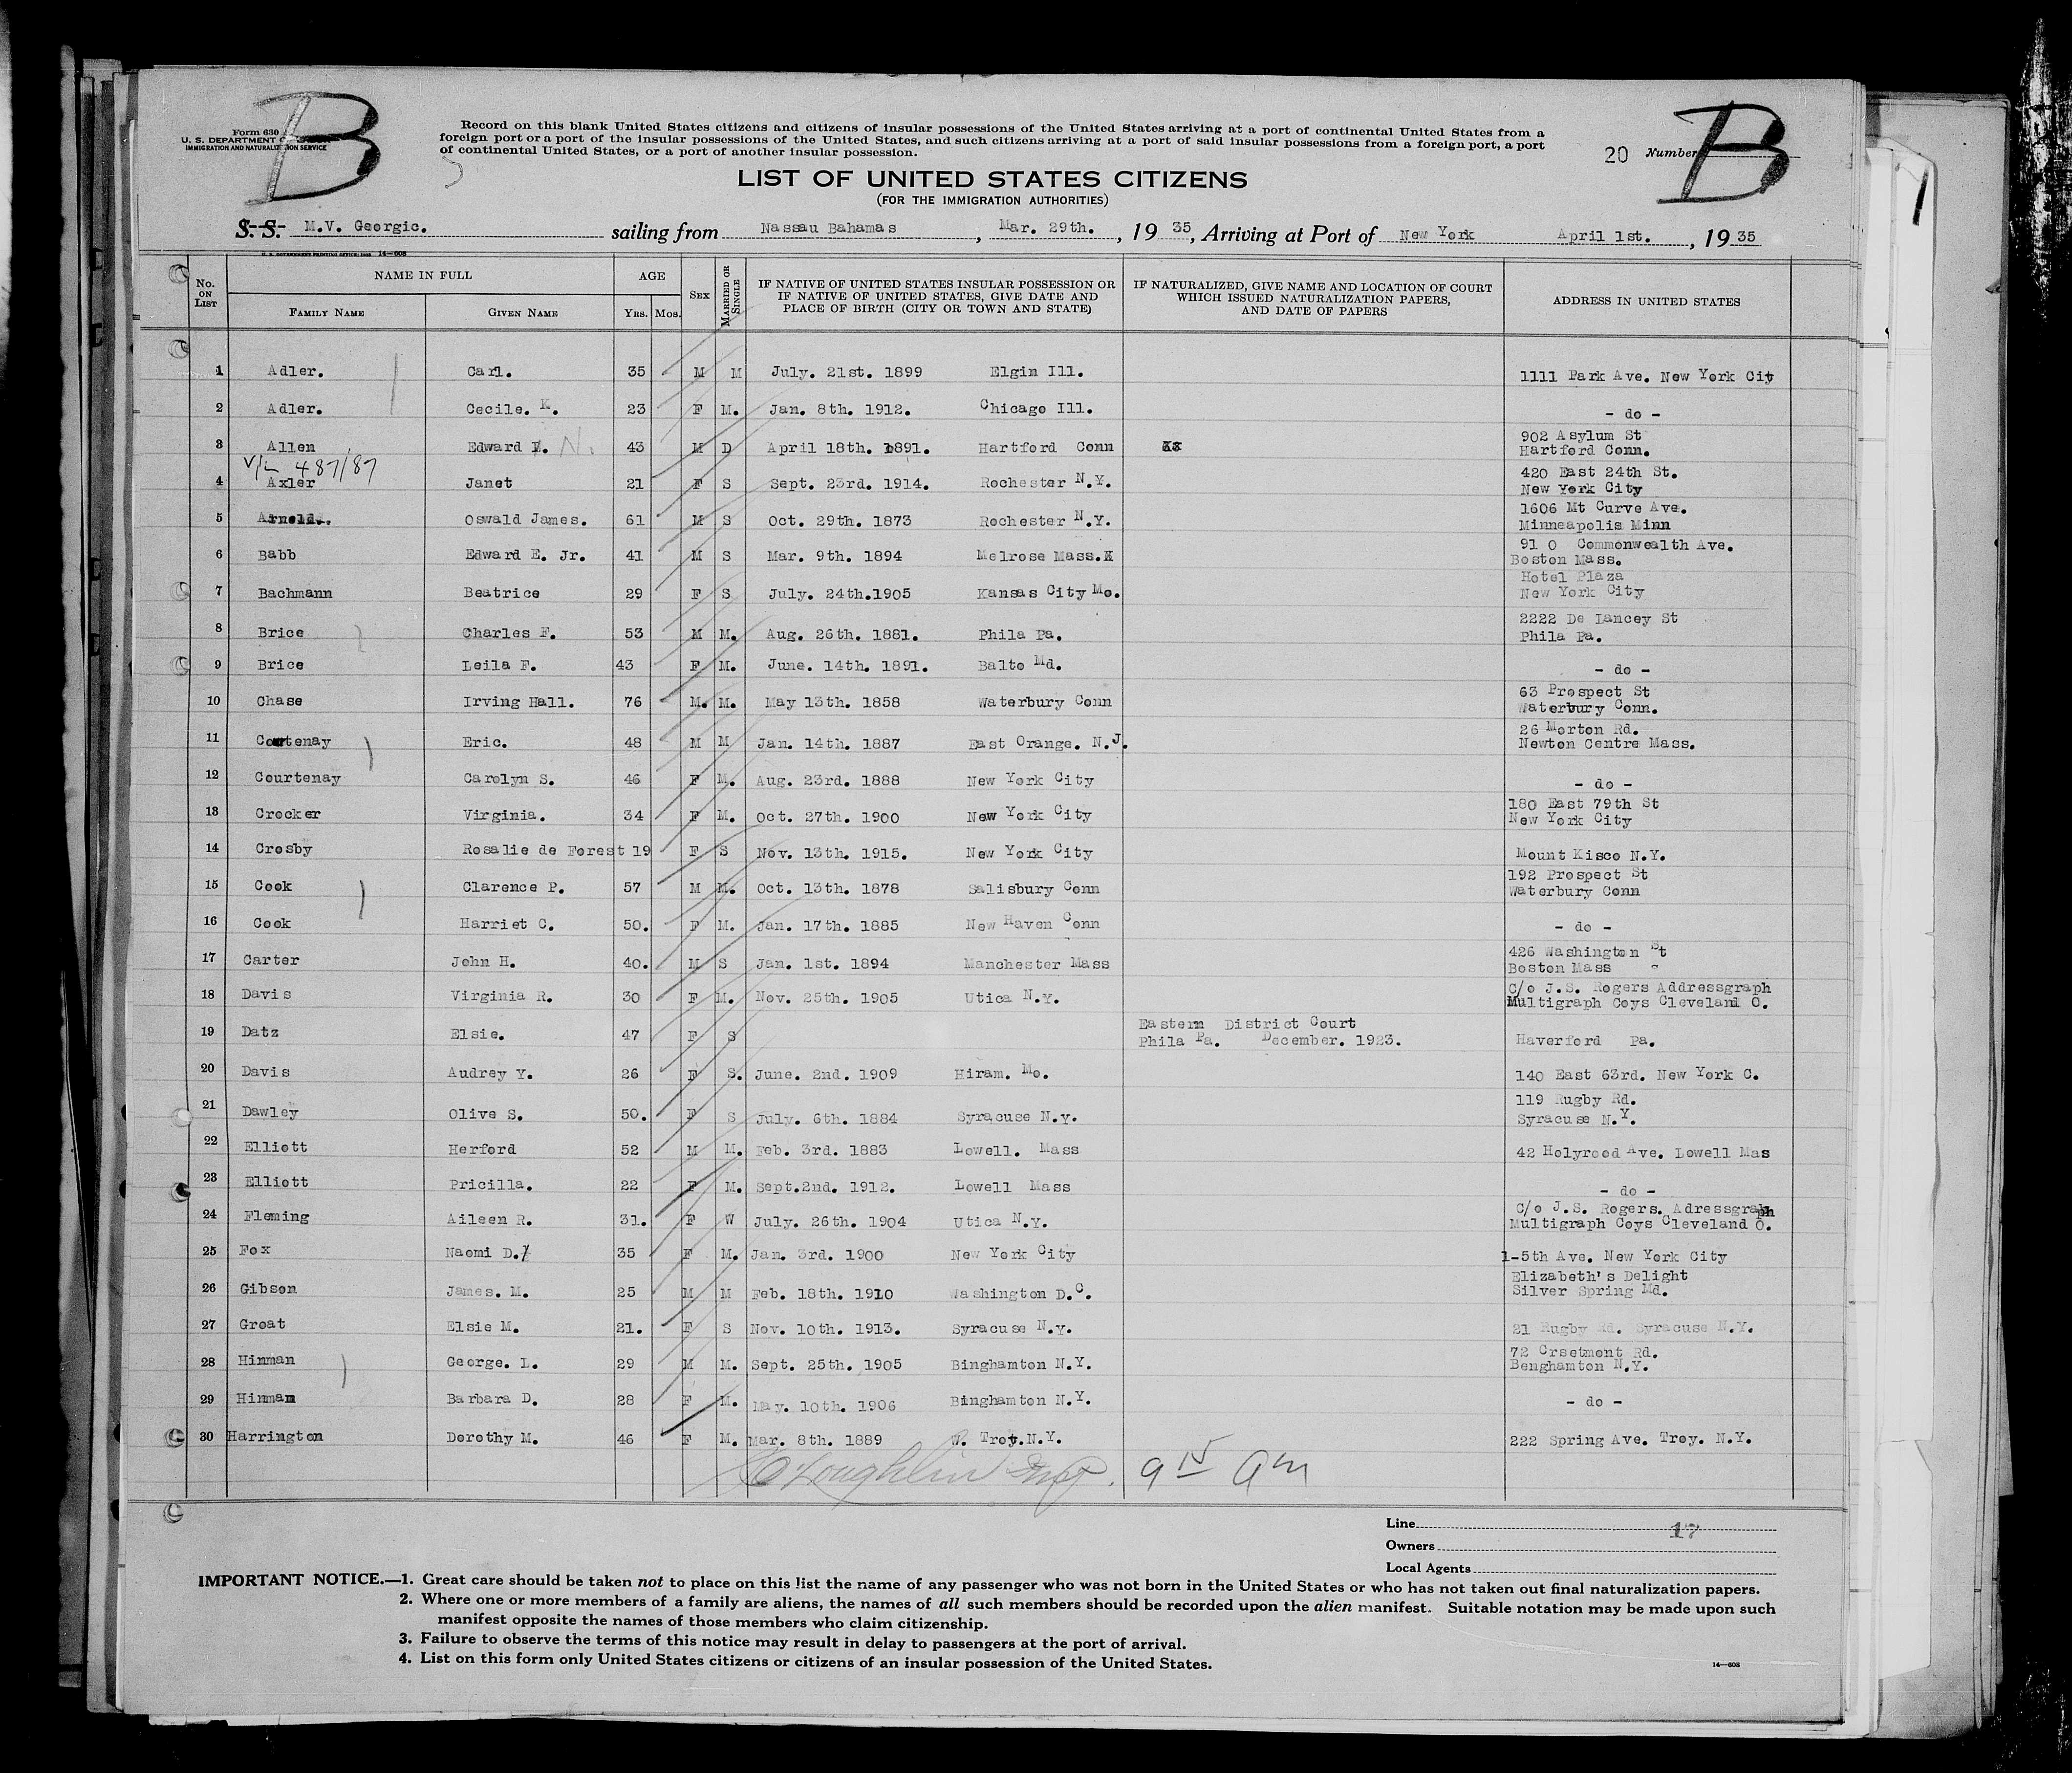 B
B
Form 630
U. S. DEPARTMENT OF LABOR
IMMIGRATION AND NATURALIZATION SERVICE
Record on this blank United States citizens and citizens of insular possessions of the United States arriving at a port of continental United States from a
foreign port or a port of the insular possessions of the United States, and such citizens arriving at a port of said insular possessions from a foreign port, a port
of continental United States, or a port of another insular possession.
20 Number
LIST OF UNITED STATES CITIZENS
(FOR THE IMMIGRATION AUTHORITIES)
S. S. M.V. Georgic. sailing from Nassau Bahamas, Mar. 29th., 19 35, Arriving at Port of New York April 1st., 19 35
U. S. GOVERNMENT PRINTING OFFICE: 14—608
No. ON LIST NAME IN FULL AGE SEX MARRIED OR SINGLE IF NATIVE OF UNITED STATES INSULAR POSSESSION OR IF NATIVE OF UNITED STATES, GIVE DATE AND PLACE OF BIRTH (CITY OR TOWN AND STATE) IF NATURALIZED, GIVE NAME AND LOCATION OF COURT WHICH ISSUED NATURALIZATION PAPERS, AND DATE OF PAPERS ADDRESS IN UNITED STATES
FAMILY NAME GIVEN NAME YRS. MOS.
1 Adler. Carl. 35 M M July. 21st. 1899 Elgin Ill. 1111 Park Ave. New York Cit
2 Adler. Cecile. K. 23 F M. Jan. 8th. 1912. Chicago Ill. - do -
3 Allen Edward N. 43 M D April 18th. 1891. Hartford Conn 902 Asylum St
Hartford Conn.
V/L 487/87
4 Axler Janet 21 F S Sept. 23rd. 1914. Rochester N.Y. 420 East 24th St.
New York City
5 Arnold. Oswald James. 61 M S Oct. 29th. 1873 Rochester N.Y. 1606 Mt Curve Ave.
Minneapolis Minn
6 Babb Edward E. Jr. 41 M S Mar. 9th. 1894 Melrose Mass. 91 0 Commonwealth Ave.
Boston Mass.
7 Bachmann Beatrice 29 F S July. 24th.1905 Kansas City Mo. Hotel Plaza
New York City
8 Brice Charles F. 53 M M. Aug. 26th. 1881. Phila Pa. 2222 De Lancey St
Phila Pa.
9 Brice Leila F. 43 F M. June. 14th. 1891. Balto Md. - do -
10 Chase Irving Hall. 76 M. M. May 13th. 1858 Waterbury Conn 63 Prospect St
Waterbury Conn.
11 Courtenay Eric. 48 M M Jan. 14th. 1887 East Orange. N.J. 26 Morton Rd.
Newton Centre Mass.
12 Courtenay Carolyn S. 46 F M. Aug. 23rd. 1888 New York City - do -
13 Crocker Virginia. 34 F M. Oct. 27th. 1900 New York City 180 East 79th St
New York City
14 Crosby Rosalie de Forest 19 F S Nov. 13th. 1915. New York City Mount Kisco N.Y.
15 Cook Clarence P. 57 M M. Oct. 13th. 1878 Salisbury Conn 192 Prospect St
Waterbury Conn
16 Cook Harriet C. 50. F M. Jan. 17th. 1885 New Haven Conn - do -
17 Carter John H. 40. M S Jan. 1st. 1894 Manchester Mass 426 Washington St
Boston Mass
18 Davis Virginia R. 30 F M. Nov. 25th. 1905 Utica N.Y. C/o J.S. Rogers Addressgraph
Multigraph Coys Cleveland O.
19 Datz Elsie. 47 F S Eastern District Court
Phila Pa. December. 1923. Haverford Pa.
20 Davis Audrey Y. 26 F S. June. 2nd. 1909 Hiram. Mo. 140 East 63rd. New York C.
21 Dawley Olive S. 50. F S July. 6th. 1884 Syracuse N.Y. 119 Rugby Rd.
Syracuse N.Y.
22 Elliott Herford 52 M M. Feb. 3rd. 1883 Lowell. Mass 42 Holyrood Ave. Lowell Mas
23 Elliott Pricilla. 22 F M. Sept.2nd. 1912. Lowell Mass - do -
24 Fleming Aileen R. 31. F W July. 26th. 1904 Utica N.Y. C/o J.S. Rogers. Adressgraph
Multigraph Coys Cleveland O.
25 Fox Naomi D. 35 F M. Jan. 3rd. 1900 New York City 1-5th Ave. New York City
26 Gibson James. M. 25 M M Feb. 18th. 1910 Washington D.C. Elizabeth's Delight
Silver Spring Md.
27 Groat Elsie M. 21. F S Nov. 10th. 1913. Syracuse N.Y. 21 Rugby Rd. Syracuse N.Y.
28 Hinman George. L. 29 M M. Sept. 25th. 1905 Binghamton N.Y. 72 Crsetmont Rd.
Benghamton N.Y.
29 Hinman Barbara D. 28 F M. May. 10th. 1906 Binghamton N.Y. - do -
30 Harrington Dorothy M. 46 F M. Mar. 8th. 1889 W. Troy.N.Y. 222 Spring Ave. Troy. N.Y.
O'Loughlin 9 15 am
Line 17
Owners
Local Agents
IMPORTANT NOTICE.—1. Great care should be taken not to place on this list the name of any passenger who was not born in the United States or who has not taken out final naturalization papers.
2. Where one or more members of a family are aliens, the names of all such members should be recorded upon the alien manifest. Suitable notation may be made upon such
manifest opposite the names of those members who claim citizenship.
3. Failure to observe the terms of this notice may result in delay to passengers at the port of arrival.
4. List on this form only United States citizens or citizens of an insular possession of the United States.
14—608